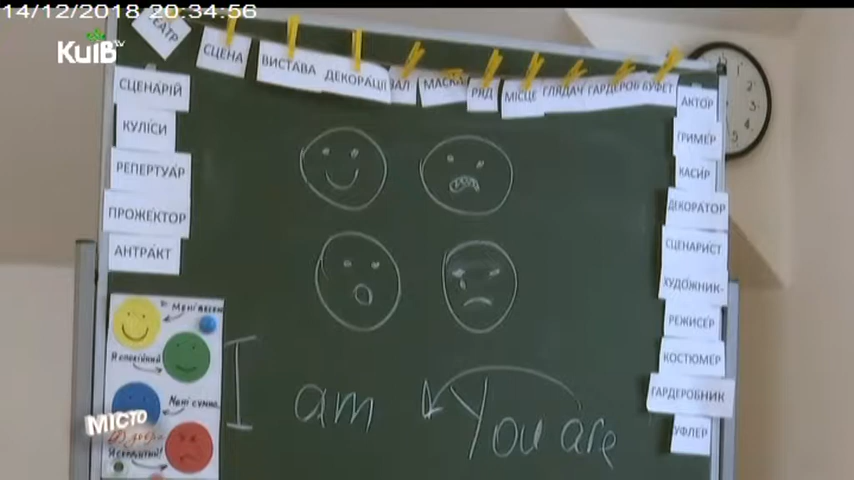 14/12/2018 20:34:56
КиЇВ tv
ТЕАТР
СЦЕНА
ВИСТАВА
ДЕКОРАЦІЇ
ЗАЛ
МАСКА
РЯД
МІСЦЕ
ГЛЯДАЧ
ГАРДЕРОБ
БУФЕТ
СЦЕНАРІЙ
КУЛІСИ
РЕПЕРТУАР
ПРОЖЕКТОР
АНТРАКТ
АКТОР
ГРИМЕР
КАСИР
ДЕКОРАТОР
СЦЕНАРИСТ
ХУДОЖНИК-
РЕЖИСЕР
КОСТЮМЕР
ГАРДЕРОБНИК
СУФЛЕР
Мені весело
Я спокійний
Мені сумно
Я сердитий!
I am You are
МІСТО